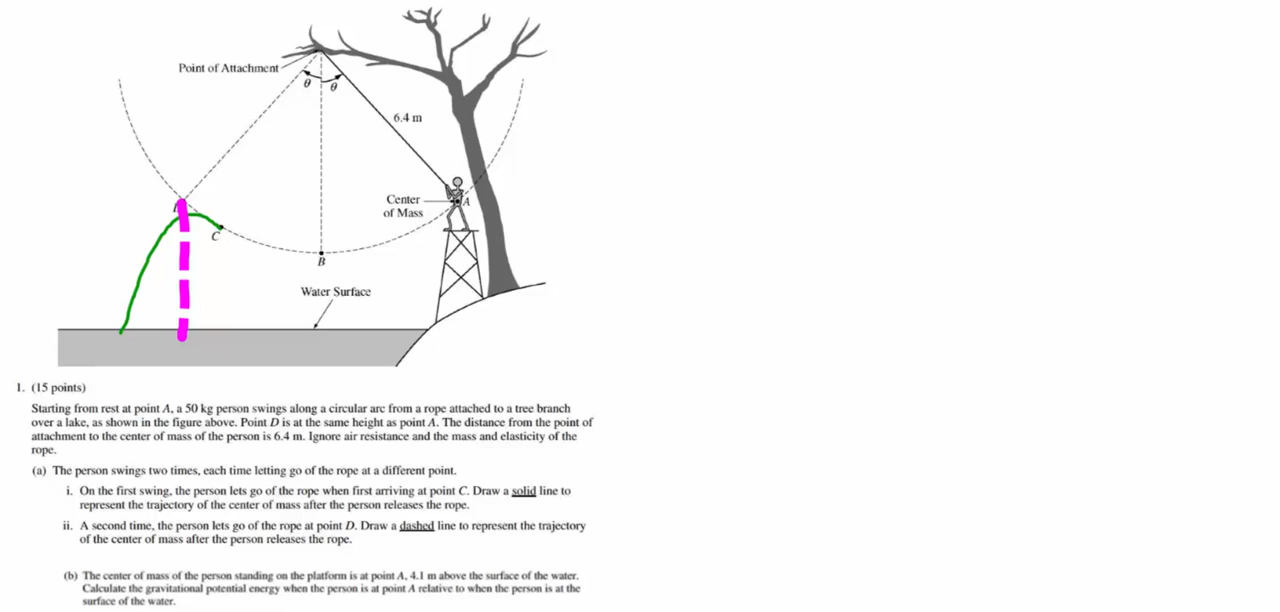 Point of Attachment
θ
θ
6.4 m
Center
of Mass
A
C
B
Water Surface
1. (15 points)
Starting from rest at point A, a 50 kg person swings along a circular arc from a rope attached to a tree branch
over a lake, as shown in the figure above. Point D is at the same height as point A. The distance from the point of
attachment to the center of mass of the person is 6.4 m. Ignore air resistance and the mass and elasticity of the
rope.
(a) The person swings two times, each time letting go of the rope at a different point.
i. On the first swing, the person lets go of the rope when first arriving at point C. Draw a solid line to
represent the trajectory of the center of mass after the person releases the rope.
ii. A second time, the person lets go of the rope at point D. Draw a dashed line to represent the trajectory
of the center of mass after the person releases the rope.
(b) The center of mass of the person standing on the platform is at point A, 4.1 m above the surface of the water.
Calculate the gravitational potential energy when the person is at point A relative to when the person is at the
surface of the water.